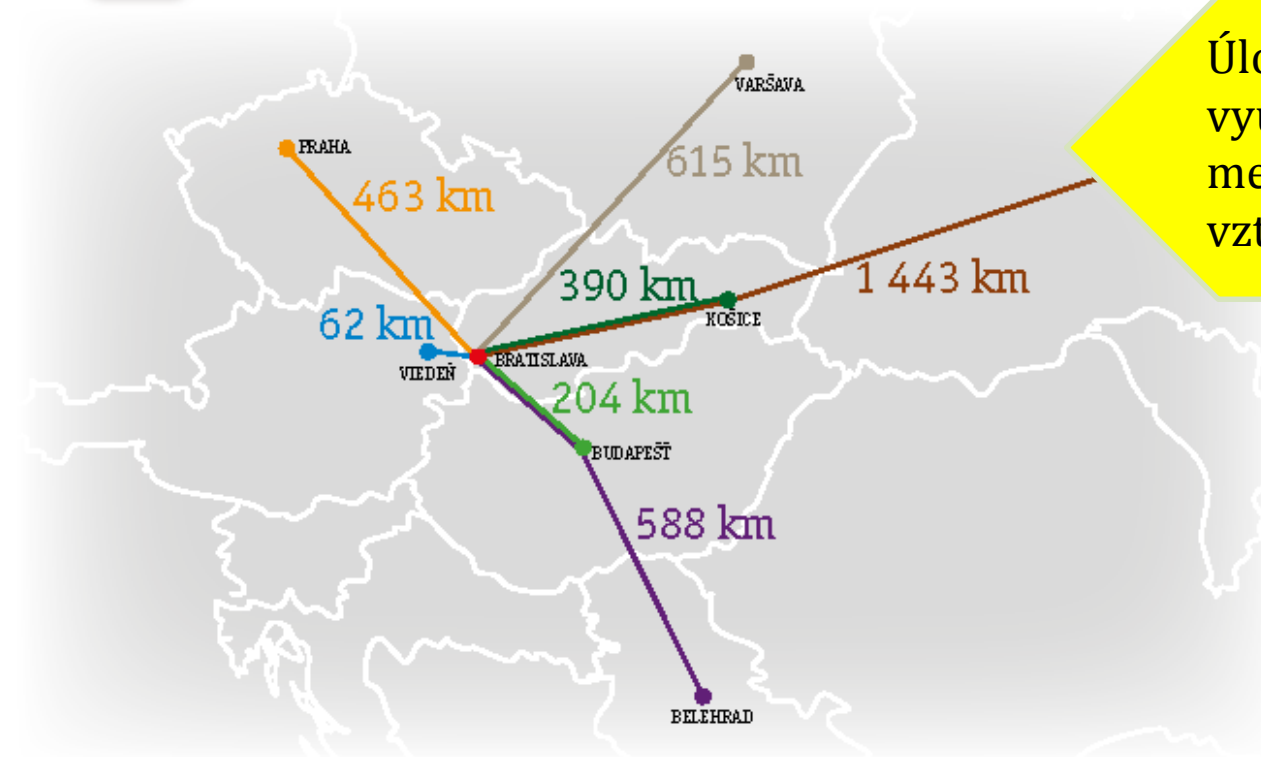 VARŠAVA
PRAHA
615 km
463 km
390 km
1 443 km
KOŠICE
62 km
BRATISLAVA
VIEDEŇ
204 km
BUDAPEŠŤ
588 km
BELEHRAD